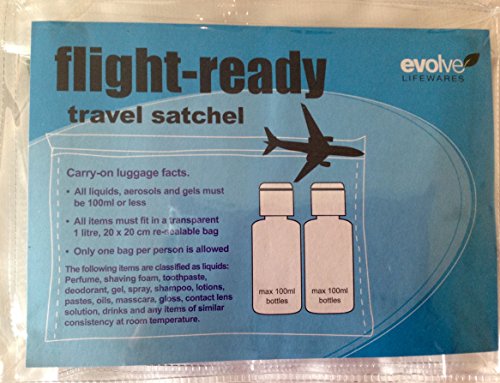 flight-ready
travel satchel
evolve
LIFEWARES
Carry-on luggage facts.
• All liquids, aerosols and gels must
be 100ml or less
• All items must fit in a transparent
1 litre, 20 x 20 cm re-sealable bag
• Only one bag per person is allowed
The following items are classified as liquids:
Perfume, shaving foam, toothpaste,
deodorant, gel, spray, shampoo, lotions,
pastes, oils, masscara, gloss, contact lens
solution, drinks and any items of similar
consistency at room temperature.
max 100ml
bottles
max 100ml
bottles